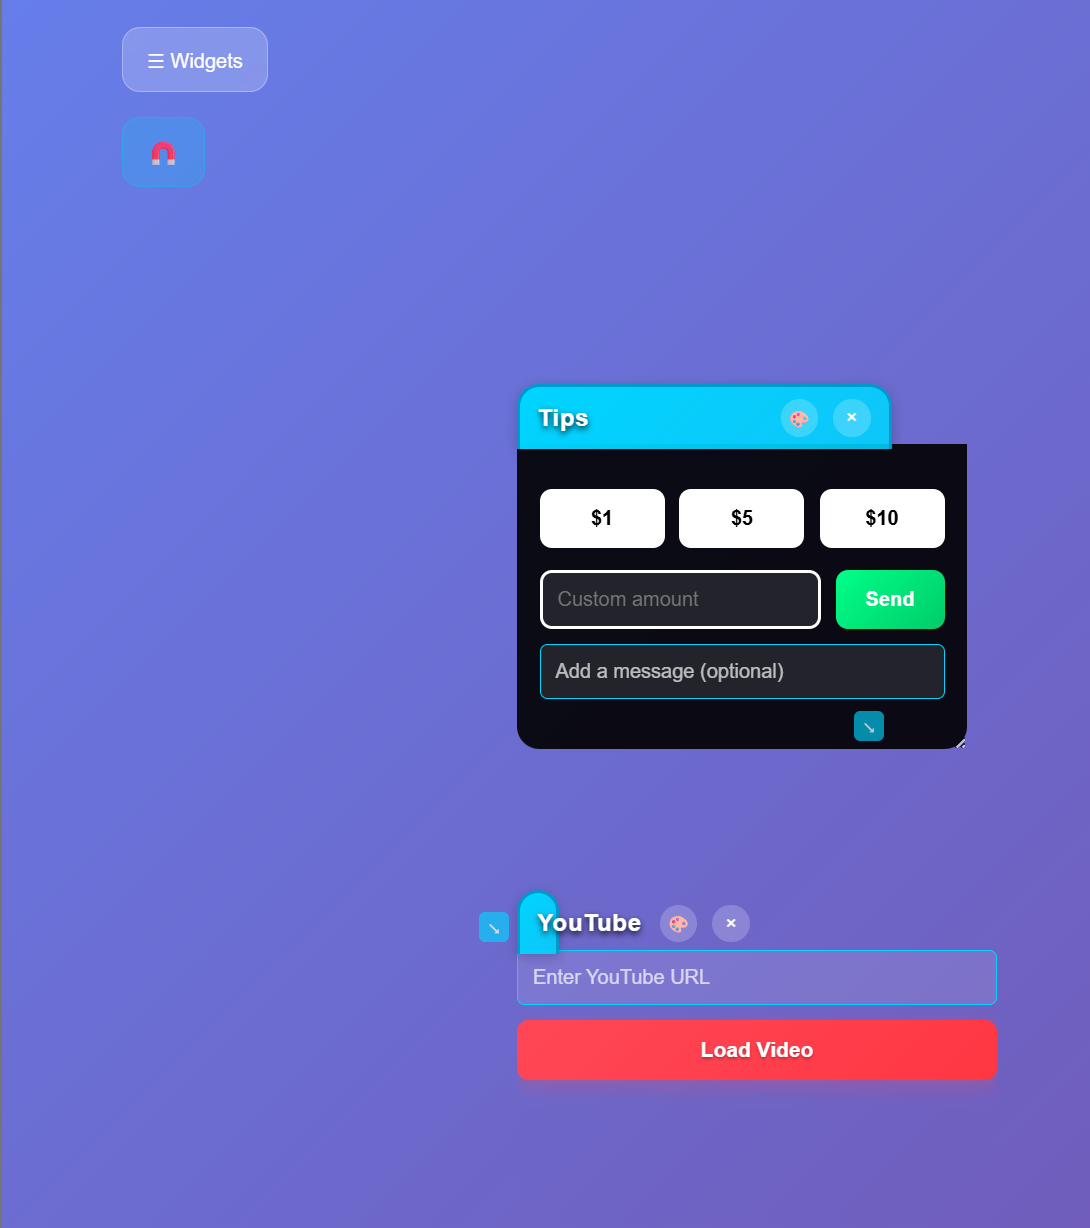 ☰ Widgets
Tips
×
$1 $5 $10
Custom amount Send
Add a message (optional)
YouTube
×
Enter YouTube URL
Load Video